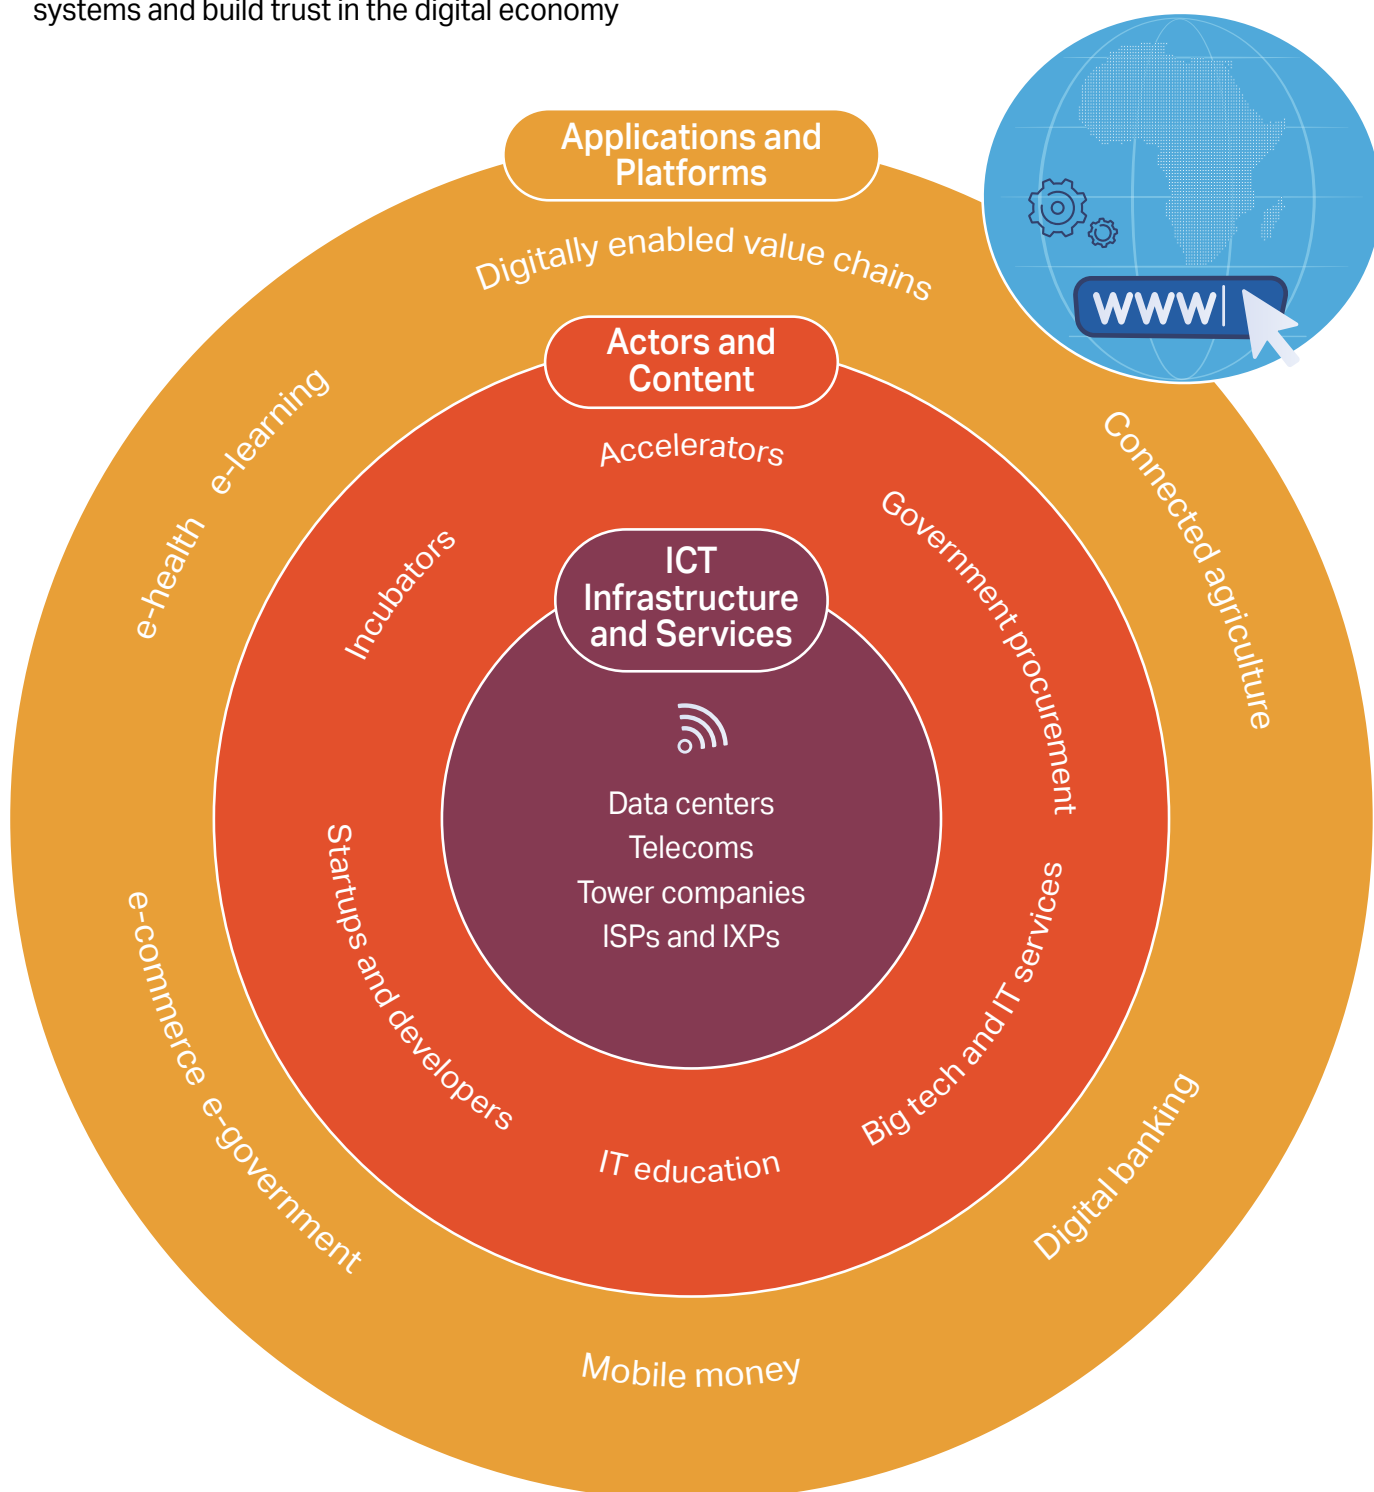 systems and build trust in the digital economy
Applications and
Platforms
Digitally enabled value chains
e-learning
e-health
Connected agriculture
e-commerce
e-government
Digital banking
Mobile money
Actors and
Content
Accelerators
Incubators
Government procurement
Startups and developers
Big tech and IT services
IT education
ICT
Infrastructure
and Services
Data centers
Telecoms
Tower companies
ISPs and IXPs
WWW